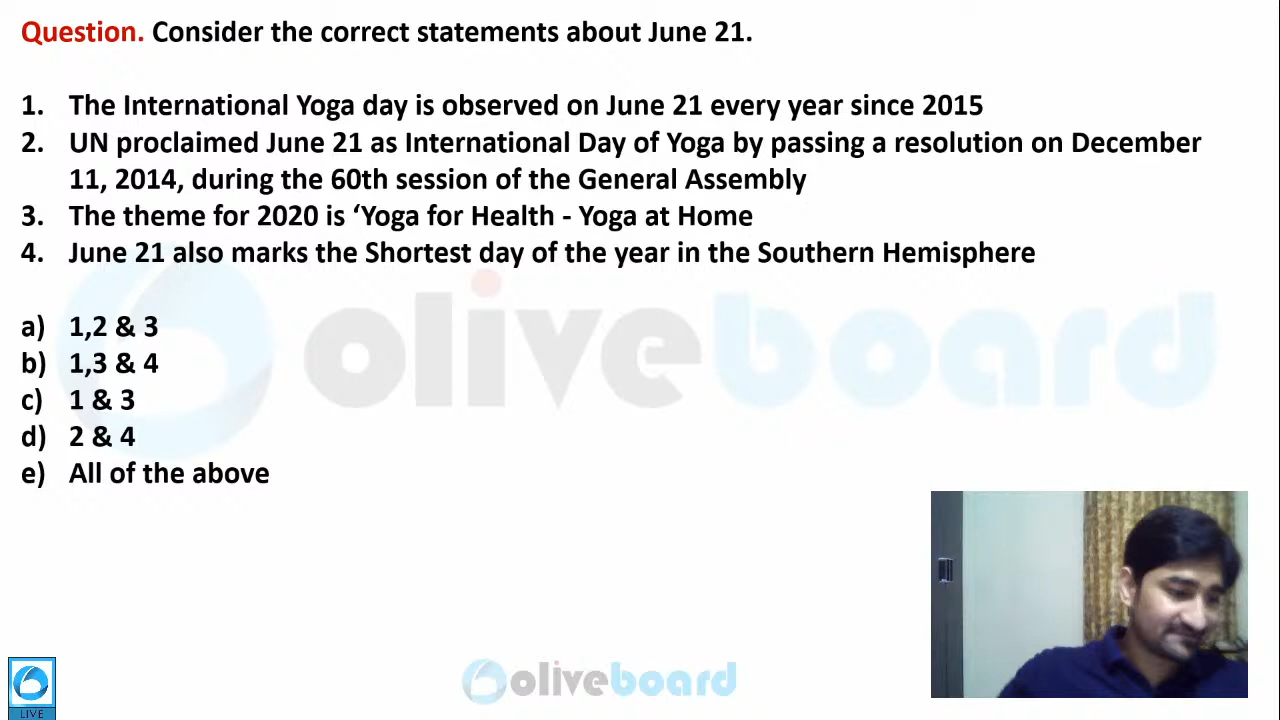 Question. Consider the correct statements about June 21.
1. The International Yoga day is observed on June 21 every year since 2015
2. UN proclaimed June 21 as International Day of Yoga by passing a resolution on December
11, 2014, during the 60th session of the General Assembly
3. The theme for 2020 is ‘Yoga for Health - Yoga at Home
4. June 21 also marks the Shortest day of the year in the Southern Hemisphere
a) 1,2 & 3
b) 1,3 & 4
c) 1 & 3
d) 2 & 4
e) All of the above
oliveboard
oliveboard
LIVE